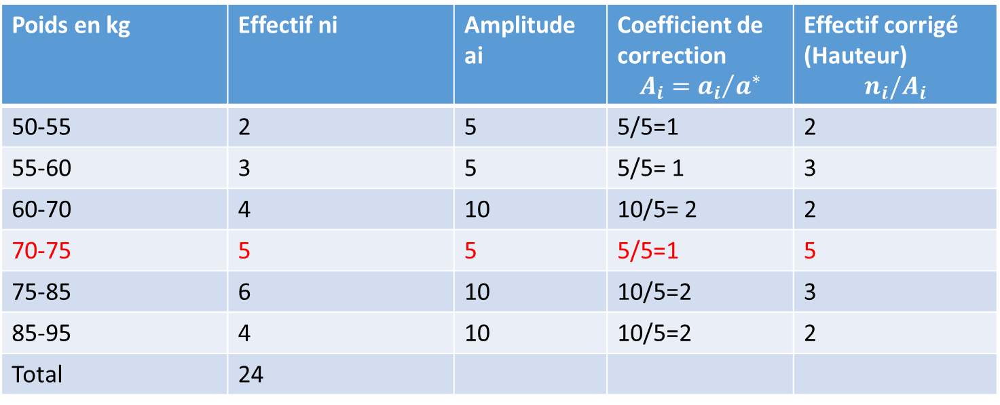 Poids en kg Effectif ni Amplitude ai Coefficient de correction A_i = a_i/a* Effectif corrigé (Hauteur) n_i/A_i
50-55 2 5 5/5=1 2
55-60 3 5 5/5= 1 3
60-70 4 10 10/5= 2 2
70-75 5 5 5/5=1 5
75-85 6 10 10/5=2 3
85-95 4 10 10/5=2 2
Total 24